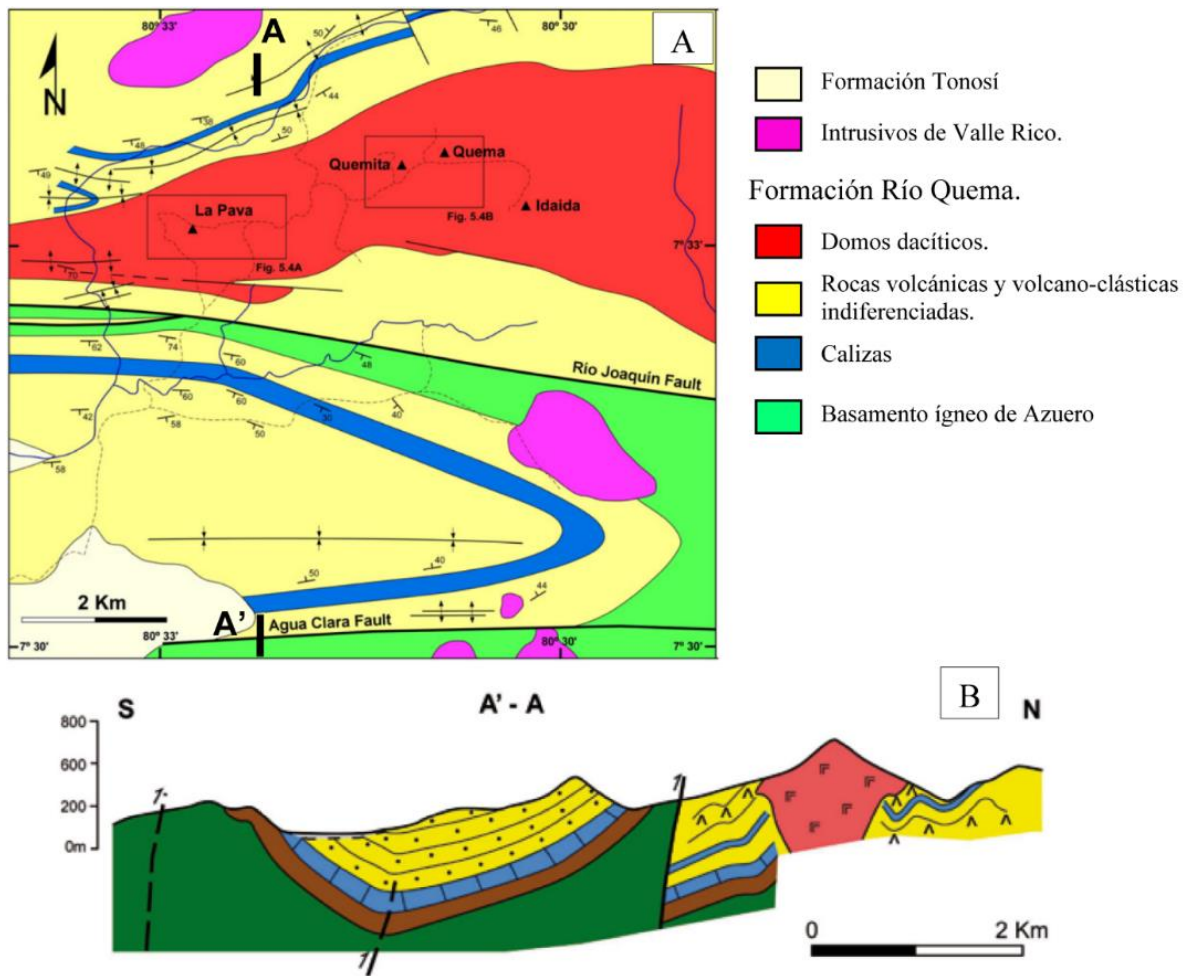 80° 33'
A
50
46
80° 30'
A
N
44
38
50
48
49
Quemita
Quema
Idaida
La Pava
Fig. 5.4B
Fig. 5.4A
7° 33'
70
62
74
60
48
Río Joaquín Fault
60
60
30
40
42
58
50
58
40
50
44
2 Km
80° 33'
A'
Agua Clara Fault
80° 30'
7° 30'
7° 30'
Formación Tonosí
Intrusivos de Valle Rico.
Formación Río Quema.
Domos dacíticos.
Rocas volcánicas y volcano-clásticas
indiferenciadas.
Calizas
Basamento ígneo de Azuero
S
A' - A
B
N
800
600
200
0m
0
2 Km